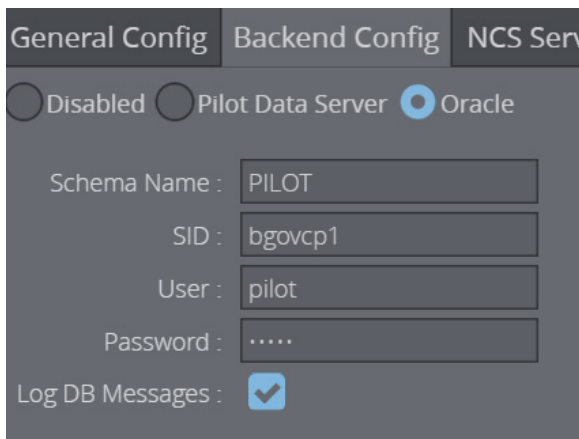 General Config Backend Config NCS Serv
Disabled Pilot Data Server Oracle
Schema Name : PILOT
SID : bgovcp1
User : pilot
Password : ·····
Log DB Messages :